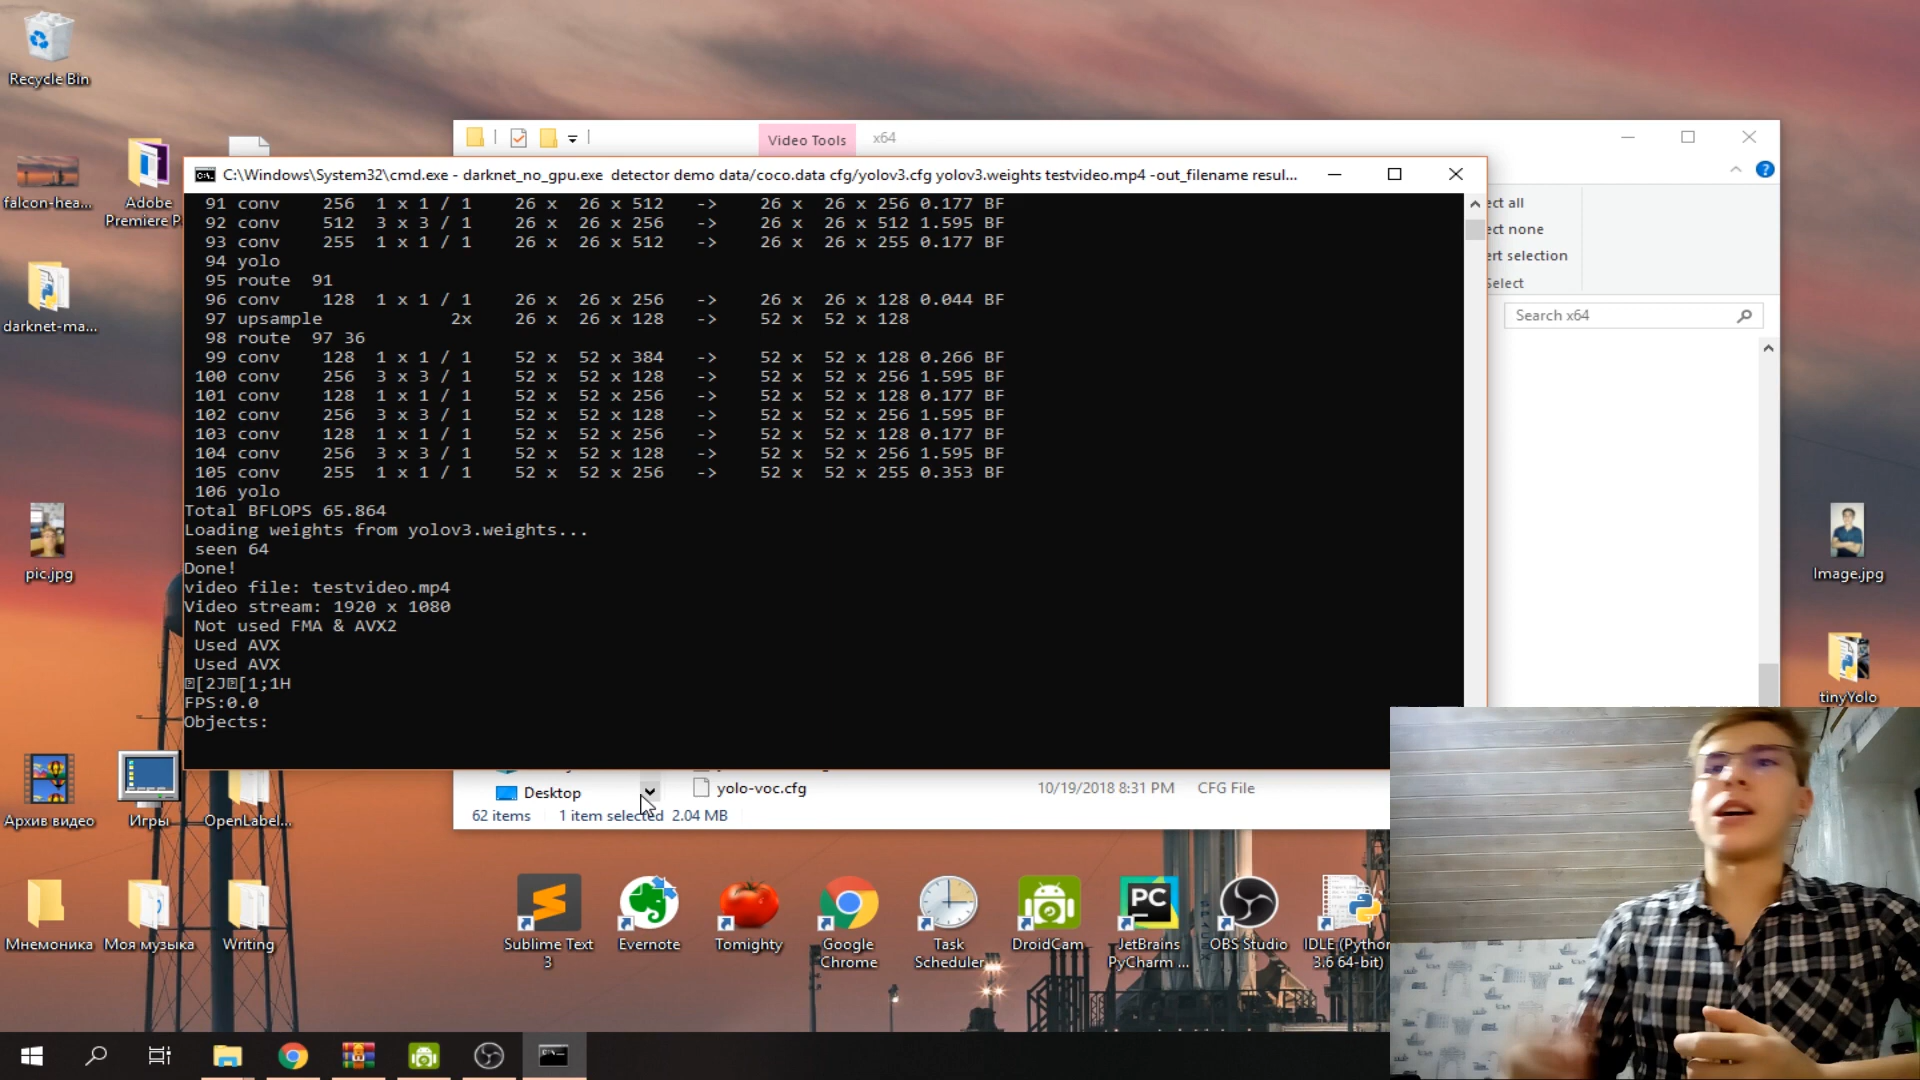 Recycle Bin
falcon-hea...
Adobe
Premiere P
darknet-ma...
pic.jpg
Архив видео
Игры
OpenLabel...
Мнемоника
Моя музыка
Writing
Video Tools
x64
C:\Windows\System32\cmd.exe - darknet_no_gpu.exe  detector demo data/coco.data cfg/yolov3.cfg yolov3.weights testvideo.mp4 -out_filename resul...
91 conv    256  1 x 1 / 1    26 x  26 x 512   ->    26 x  26 x 256 0.177 BF
92 conv    512  3 x 3 / 1    26 x  26 x 256   ->    26 x  26 x 512 1.595 BF
93 conv    255  1 x 1 / 1    26 x  26 x 512   ->    26 x  26 x 255 0.177 BF
94 yolo
95 route  91
96 conv    128  1 x 1 / 1    26 x  26 x 256   ->    26 x  26 x 128 0.044 BF
97 upsample            2x    26 x  26 x 128   ->    52 x  52 x 128
98 route  97 36
99 conv    128  1 x 1 / 1    52 x  52 x 384   ->    52 x  52 x 128 0.266 BF
100 conv    256  3 x 3 / 1    52 x  52 x 128   ->    52 x  52 x 256 1.595 BF
101 conv    128  1 x 1 / 1    52 x  52 x 256   ->    52 x  52 x 128 0.177 BF
102 conv    256  3 x 3 / 1    52 x  52 x 128   ->    52 x  52 x 256 1.595 BF
103 conv    128  1 x 1 / 1    52 x  52 x 256   ->    52 x  52 x 128 0.177 BF
104 conv    256  3 x 3 / 1    52 x  52 x 128   ->    52 x  52 x 256 1.595 BF
105 conv    255  1 x 1 / 1    52 x  52 x 256   ->    52 x  52 x 255 0.353 BF
106 yolo
Total BFLOPS 65.864
Loading weights from yolov3.weights...
seen 64
Done!
video file: testvideo.mp4
Video stream: 1920 x 1080
Not used FMA & AVX2
Used AVX
Used AVX
[2J[1;1H
FPS:0.0
Objects:
ect all
ect none
ert selection
Select
Search x64
Desktop
yolo-voc.cfg 10/19/2018 8:31 PM CFG File
62 items 1 item selected 2.04 MB
Image.jpg
tinyYolo
Sublime Text
3
Evernote
Tomighty
Google
Chrome
Task
Scheduler
DroidCam
PC
JetBrains
PyCharm ...
OBS Studio
IDLE (Python
3.6 64-bit)